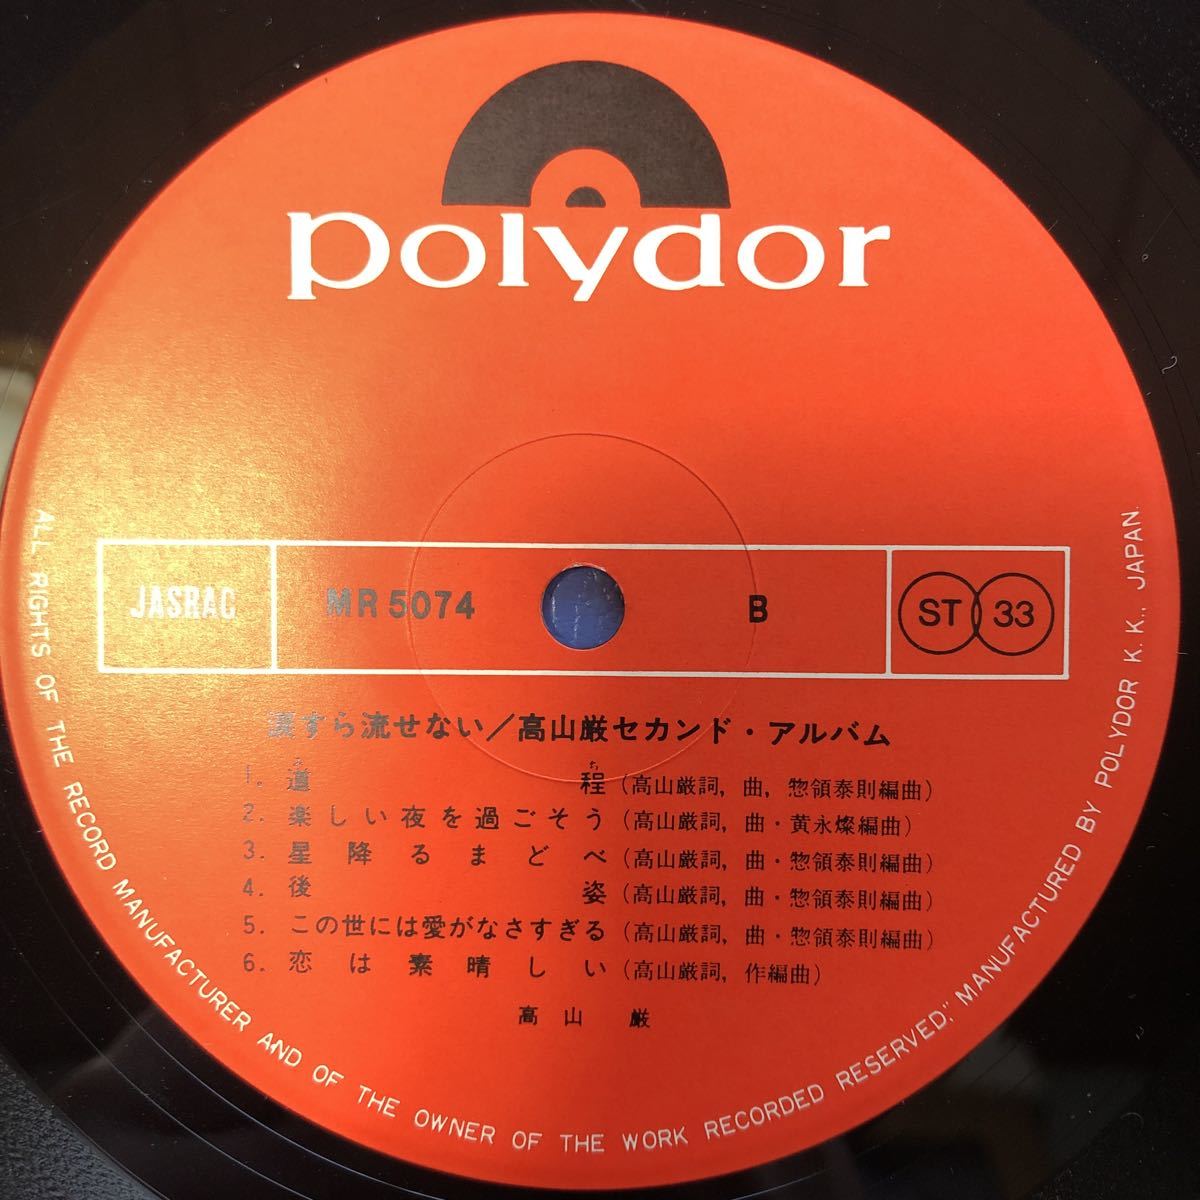 polydor
JASRAC MR 5074 B ST 33
涙すら流せない／高山厳セカンド・アルバム
みち
1. 道程(高山厳詞, 曲, 惣領泰則編曲)
2. 楽しい夜を過ごそう(高山厳詞, 曲・黄永燦編曲)
3. 星降るまどべ(高山厳詞, 曲・惣領泰則編曲)
4. 後姿(高山厳詞, 曲・惣領泰則編曲)
5. この世には愛がなさすぎる(高山厳詞, 曲・惣領泰則編曲)
6. 恋は素晴しい(高山厳詞, 作編曲)
高山 厳
ALL RIGHTS OF THE RECORD MANUFACTURER AND OF THE OWNER OF THE WORK RECORDED RESERVED," MANUFACTURED BY POLYDOR K. K., JAPAN.